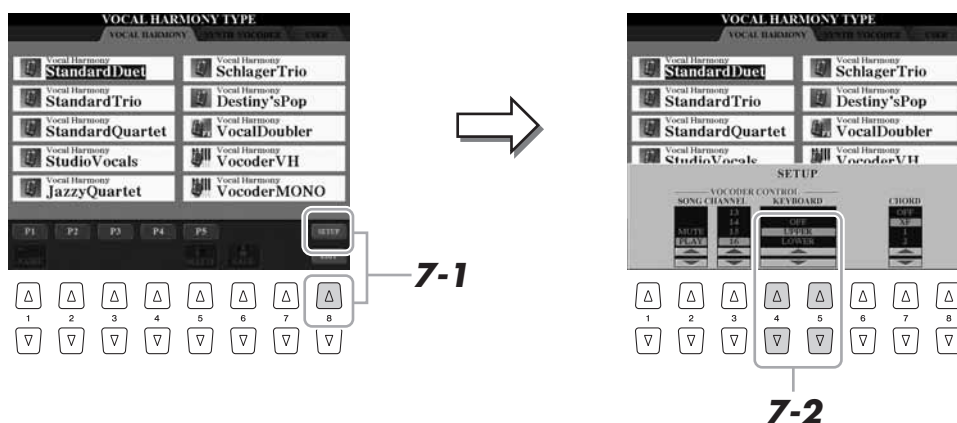 VOCAL HARMONY TYPE
VOCAL HARMONY SYNTH VOCODER USER
Vocal Harmony
StandardDuet
Vocal Harmony
SchlagerTrio
Vocal Harmony
StandardTrio
Vocal Harmony
Destiny'sPop
Vocal Harmony
StandardQuartet
Vocal Harmony
VocalDoubler
Vocal Harmony
StudioVocals
Vocal Harmony
VocoderVH
Vocal Harmony
JazzyQuartet
Vocal Harmony
VocoderMONO
P1 P2 P3 P4 P5 SETUP
EDIT
1 2 3 4 5 6 7 8
7-1
VOCAL HARMONY TYPE
VOCAL HARMONY SYNTH VOCODER USER
Vocal Harmony
StandardDuet
Vocal Harmony
SchlagerTrio
Vocal Harmony
StandardTrio
Vocal Harmony
Destiny'sPop
Vocal Harmony
StandardQuartet
Vocal Harmony
VocalDoubler
Vocal Harmony
StudioVocals
Vocal Harmony
VocoderVH
SETUP
VOCODER CONTROL
SONG CHANNEL KEYBOARD CHORD
MUTE
PLAY
13
14
15
16
OFF
UPPER
LOWER
OFF
XF
1
2
1 2 3 4 5 6 7 8
7-2